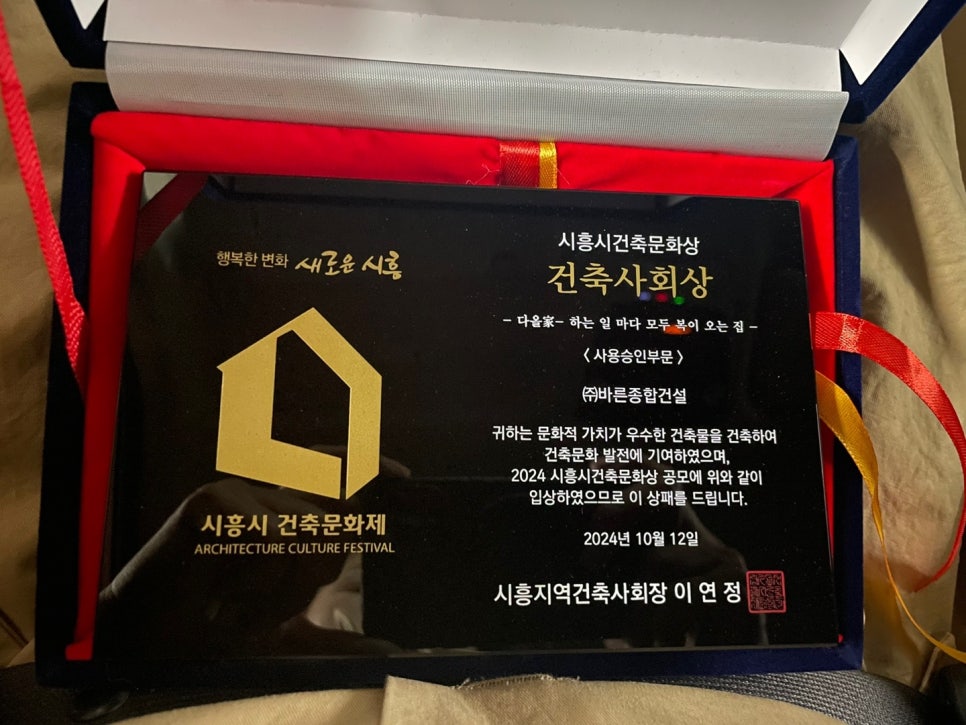 행복한 변화 새로운 시흥
시흥시 건축문화제
ARCHITECTURE CULTURE FESTIVAL
시흥시건축문화상
건축사회상
- 다올家- 하는 일 마다 모두 복이 오는 집 -
< 사용승인부문 >
㈜바른종합건설
귀하는 문화적 가치가 우수한 건축물을 건축하여
건축문화 발전에 기여하였으며,
2024 시흥시건축문화상 공모에 위와 같이
입상하였으므로 이 상패를 드립니다.
2024년 10월 12일
시흥지역건축사회장 이 연 정